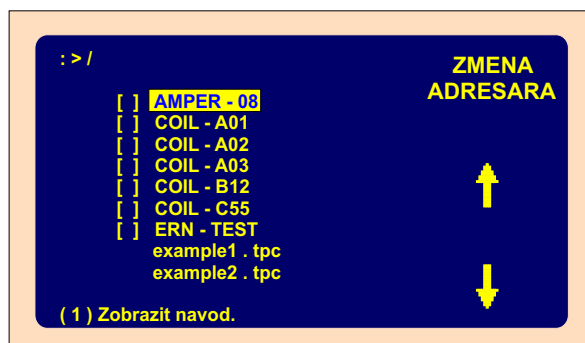 : > /
ZMENA
ADRESARA
[ ] AMPER - 08
[ ] COIL - A01
[ ] COIL - A02
[ ] COIL - A03
[ ] COIL - B12
[ ] COIL - C55
[ ] ERN - TEST
example1 . tpc
example2 . tpc
( 1 ) Zobrazit navod.